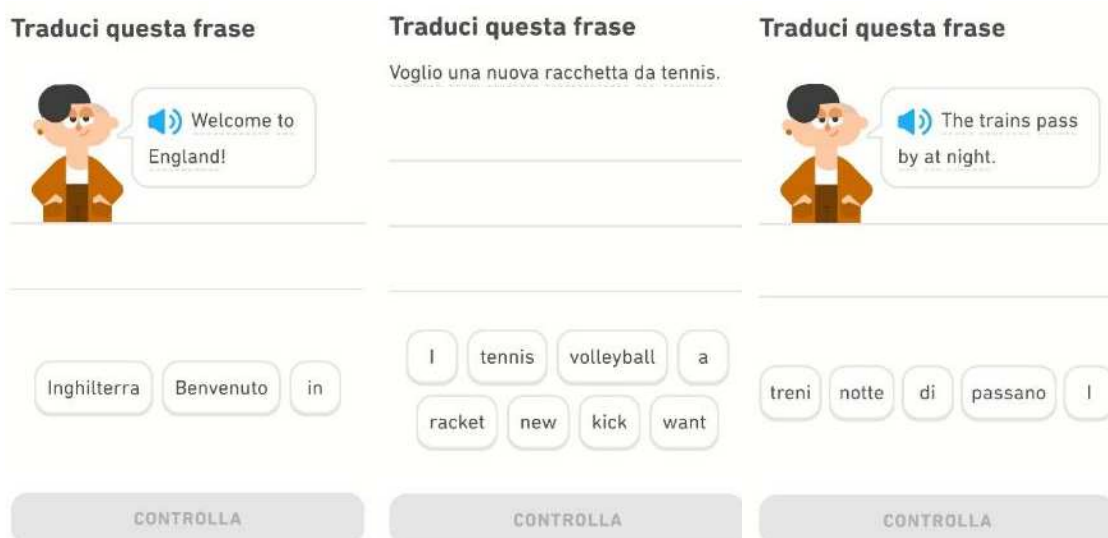 Traduci questa frase
Welcome to
England!
Inghilterra Benvenuto in
CONTROLLA
Traduci questa frase
Voglio una nuova racchetta da tennis.
I tennis volleyball a
racket new kick want
CONTROLLA
Traduci questa frase
The trains pass
by at night.
treni notte di passano I
CONTROLLA